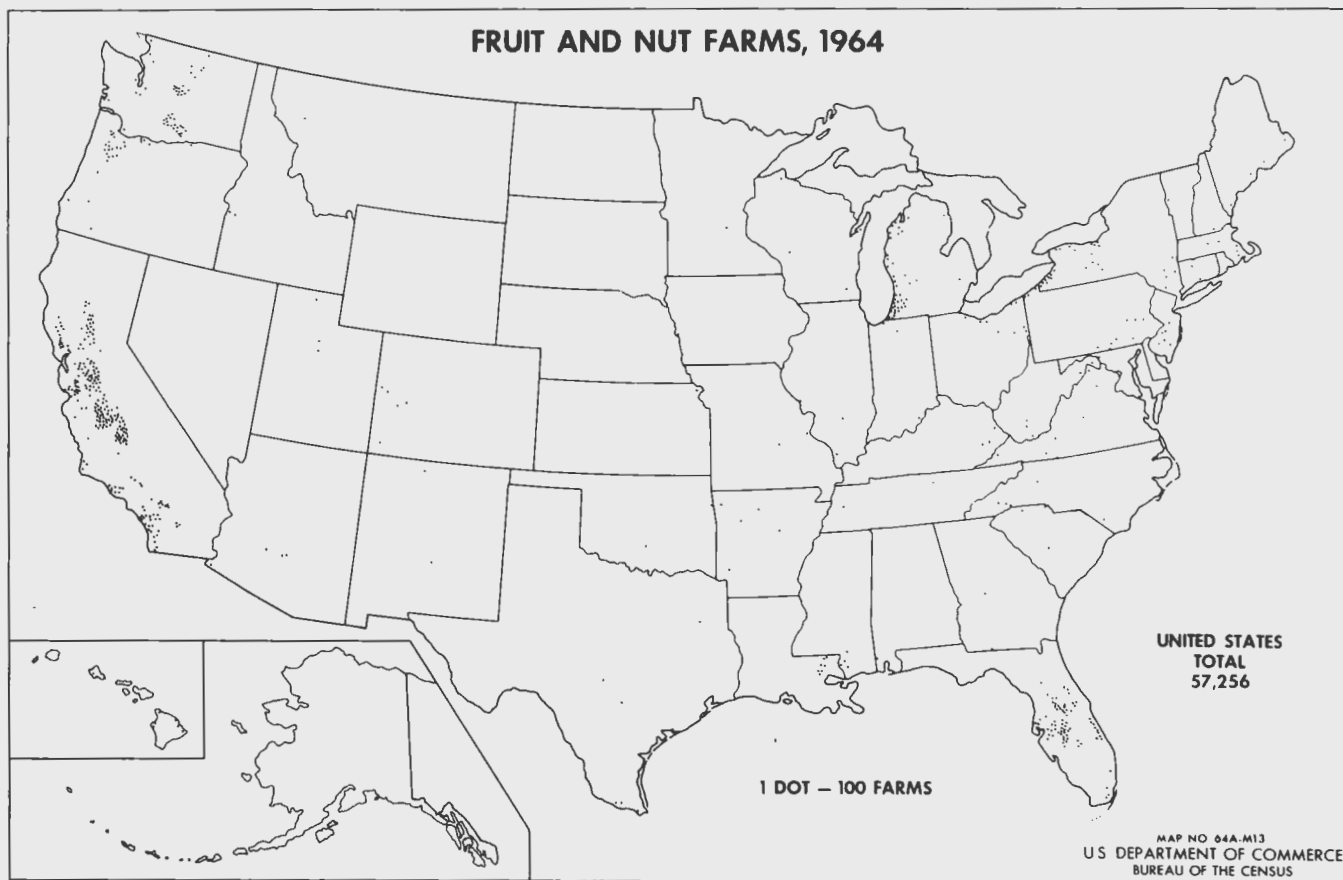 FRUIT AND NUT FARMS, 1964
UNITED STATES
TOTAL
57,256
1 DOT — 100 FARMS
MAP NO 64A-M13
U S DEPARTMENT OF COMMERCE
BUREAU OF THE CENSUS